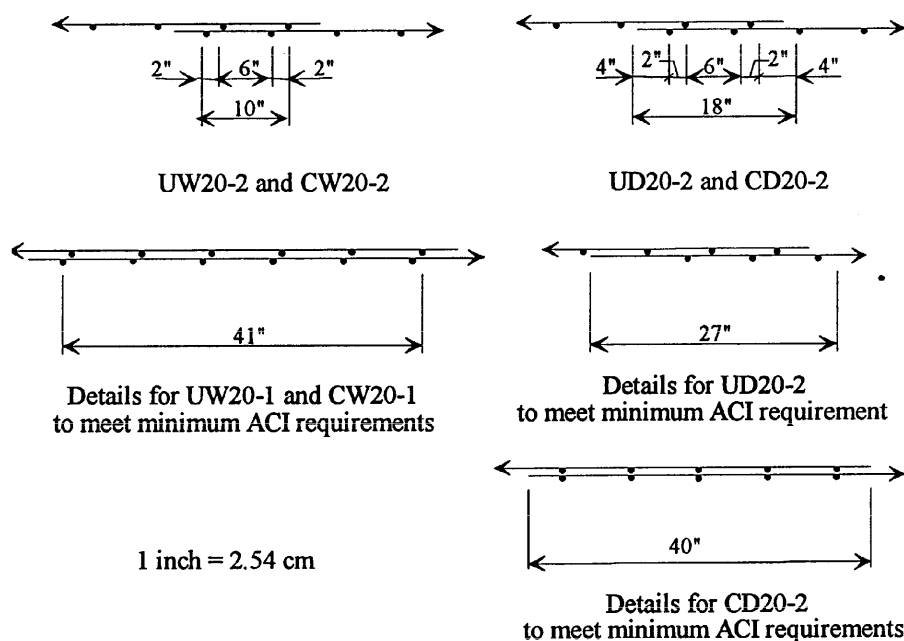 2" 6" 2"
10"
UW20-2 and CW20-2
4" 2" 6" 2" 4"
18"
UD20-2 and CD20-2
41"
Details for UW20-1 and CW20-1
to meet minimum ACI requirements
27"
Details for UD20-2
to meet minimum ACI requirement
1 inch = 2.54 cm
40"
Details for CD20-2
to meet minimum ACI requirements